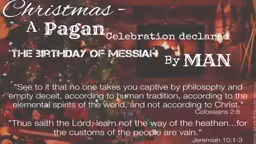 Christmas -
A Pagan Celebration declared
THE BIRTHDAY OF MESSIAH
By MAN
"See to it that no one takes you captive by philosophy and
empty deceit, according to human tradition, according to the
elemental spirits of the world, and not according to Christ."
Colossians 2:8
"Thus saith the Lord, learn not the way of the heathen...for
the customs of the people are vain."
Jeremiah 10:1-3